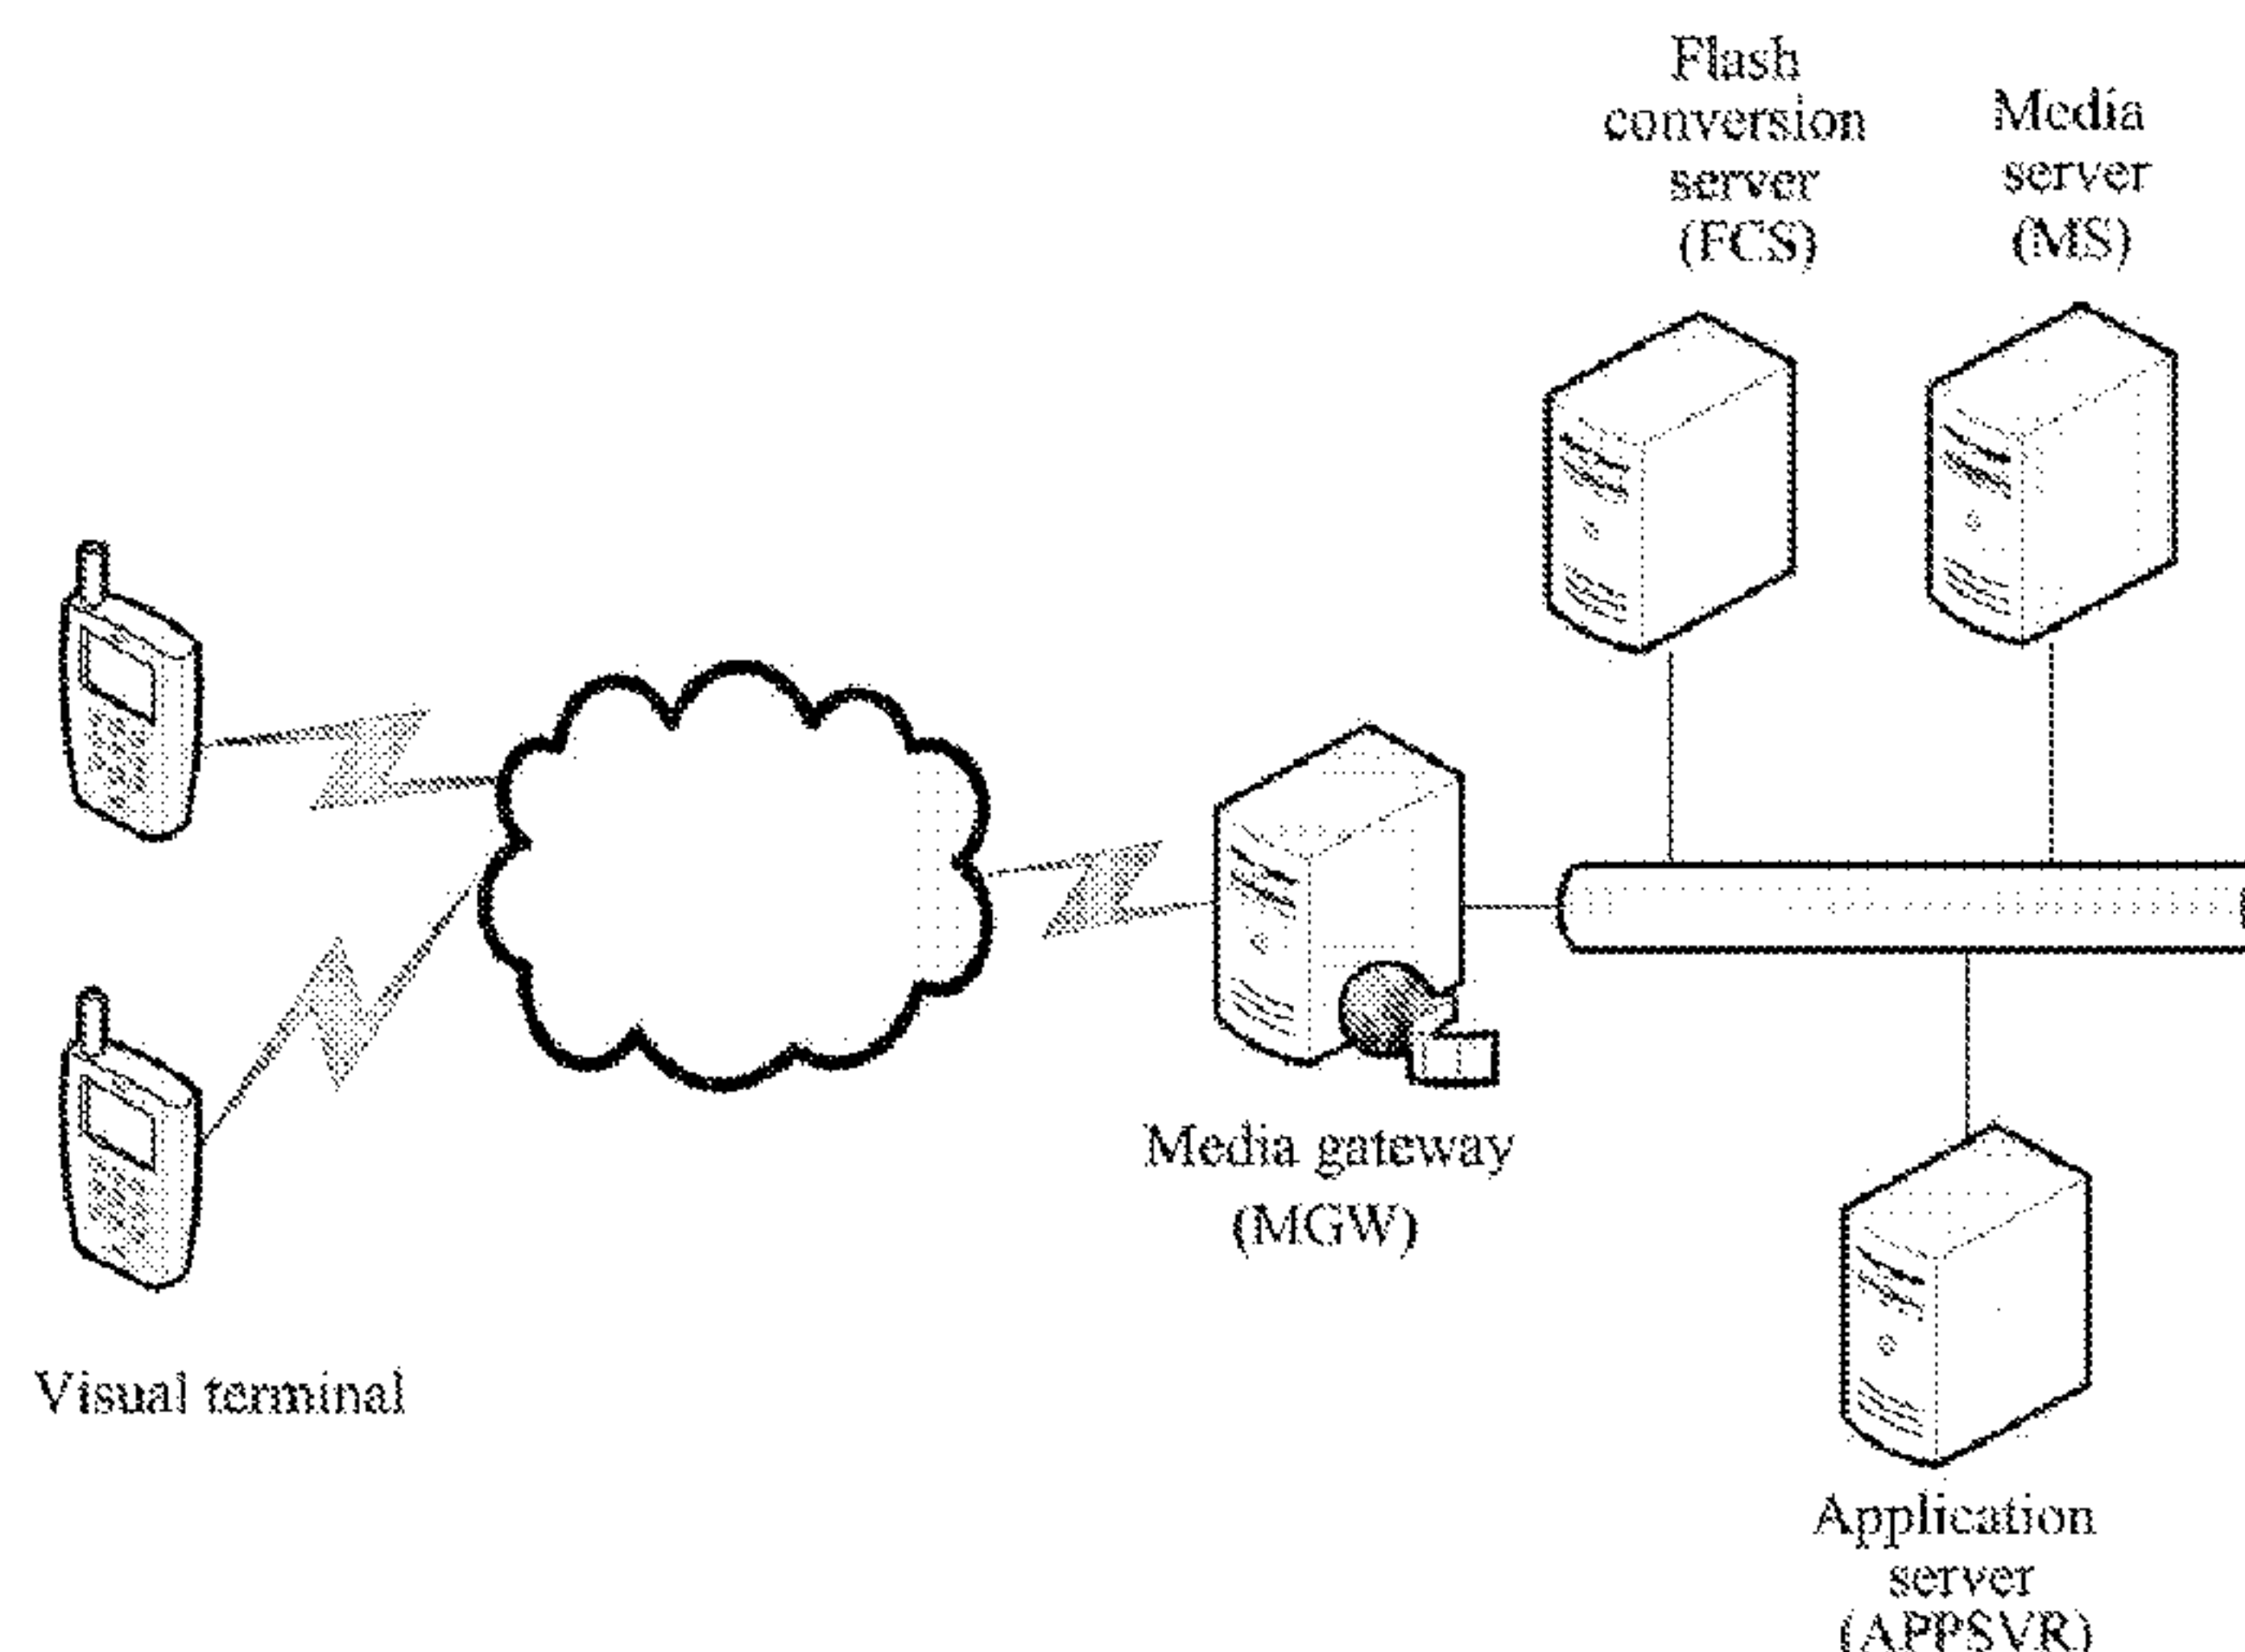 Flash
conversion
server
(FCS)
Media
server
(MS)
Media gateway
(MGW)
Visual terminal
Application
server
(APPSVR)